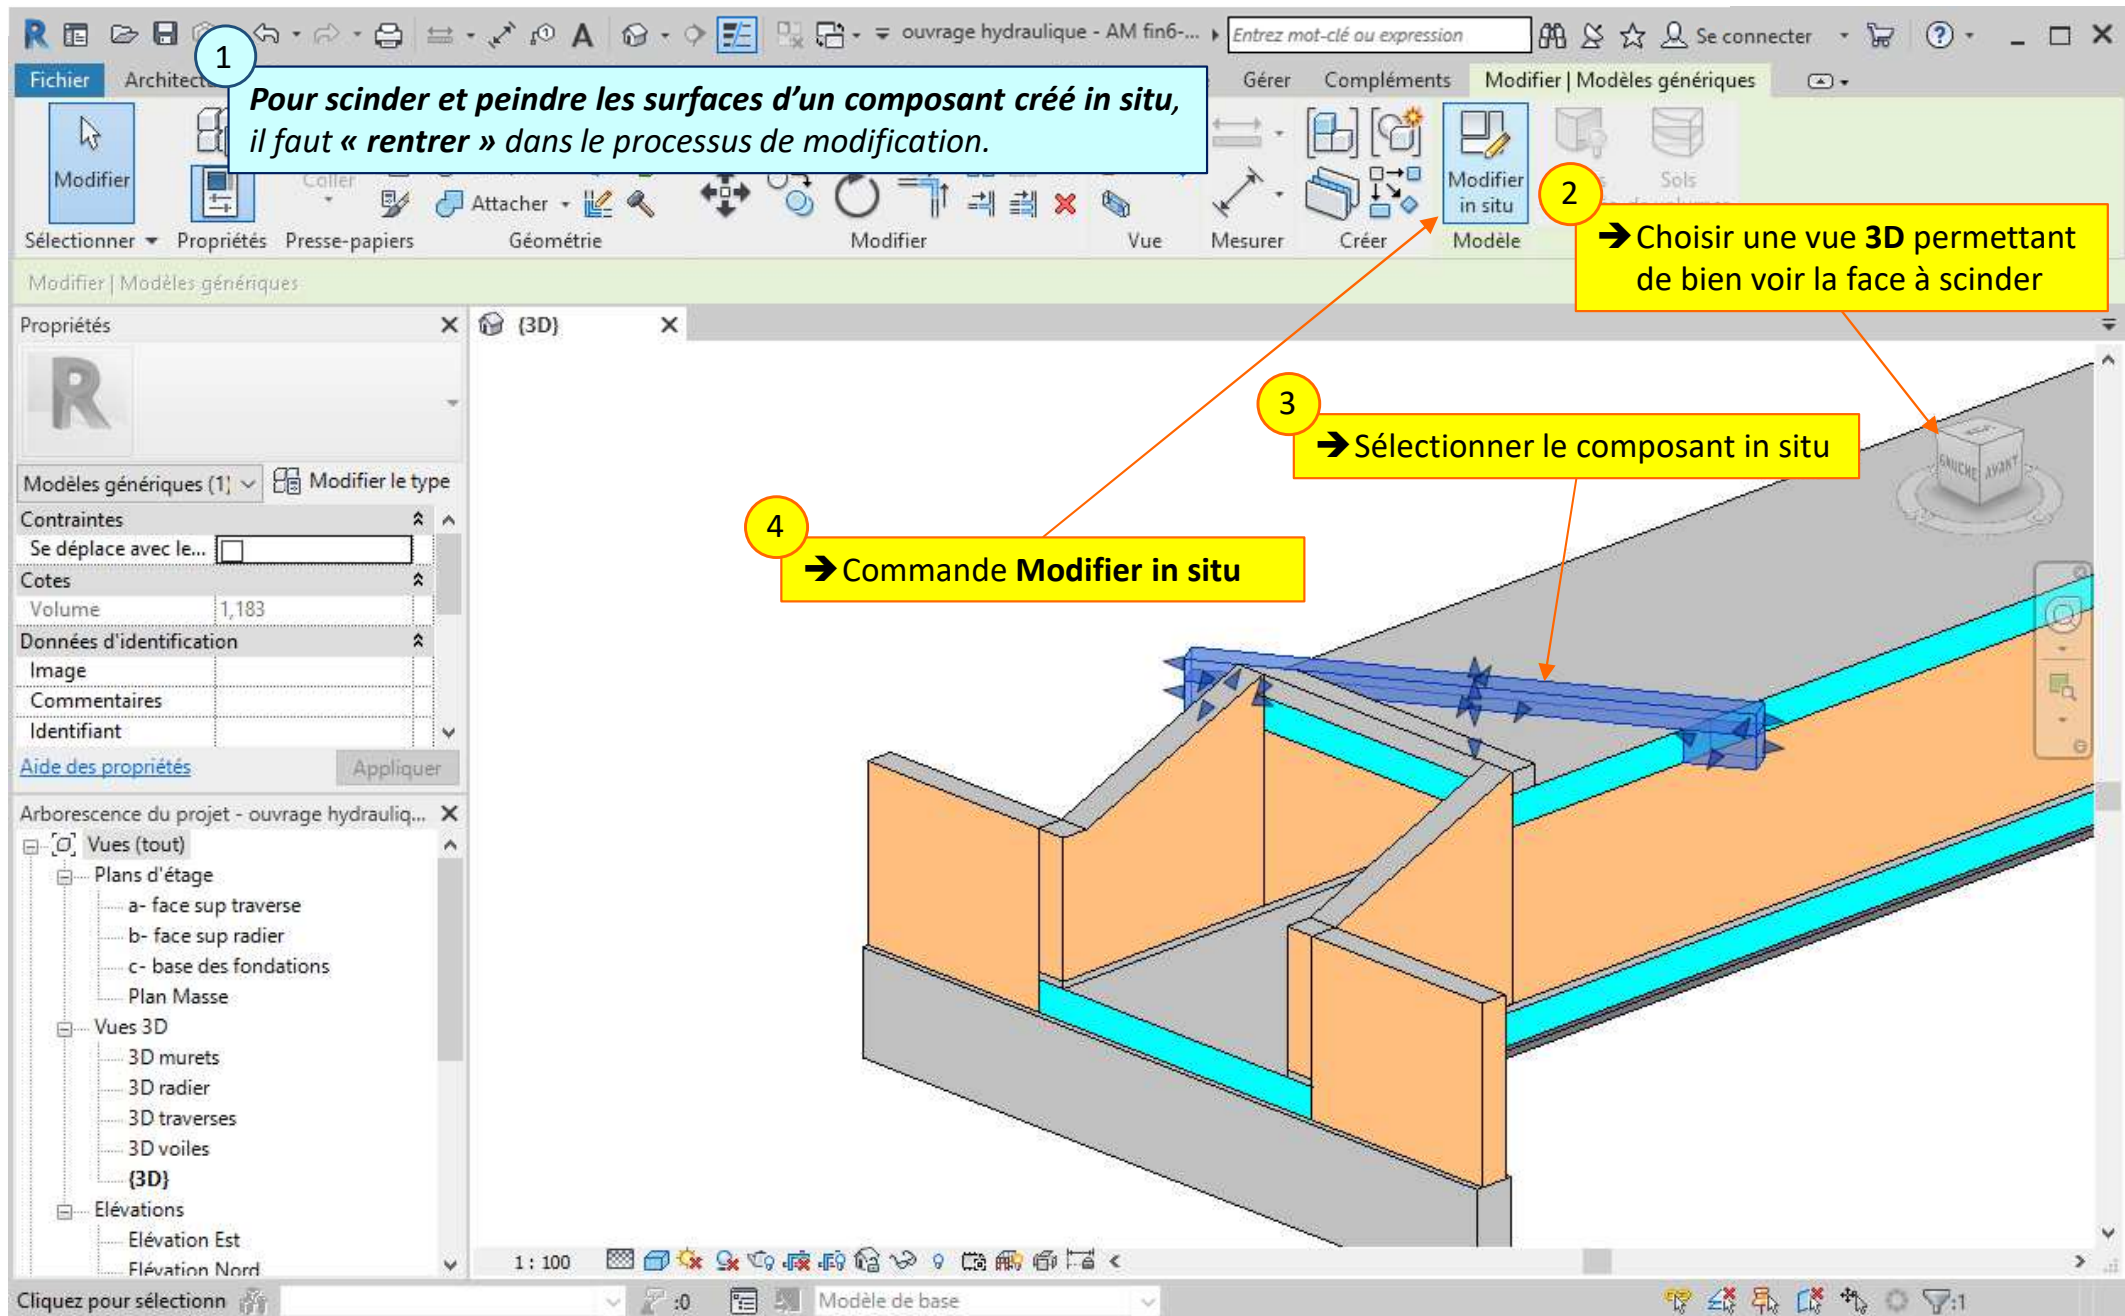 ouvrage hydraulique - AM fin6-...
Entrez mot-clé ou expression
Se connecter
Fichier
Gérer
Compléments
Modifier | Modèles génériques
1
Pour scinder et peindre les surfaces d'un composant créé in situ,
il faut « rentrer » dans le processus de modification.
Modifier
Coller
Attacher
Modifier
in situ
Sols
Sélectionner
Propriétés
Presse-papiers
Géométrie
Modifier
Vue
Mesurer
Créer
Modèle
2
➔ Choisir une vue 3D permettant
de bien voir la face à scinder
Modifier | Modèles génériques
Propriétés
{3D}
R
Modèles génériques (1)
Modifier le type
Contraintes
Se déplace avec le...
Cotes
Volume 1,183
Données d'identification
Image
Commentaires
Identifiant
Aide des propriétés
Appliquer
3
➔ Sélectionner le composant in situ
GAUCHE
AVANT
4
➔ Commande Modifier in situ
Arborescence du projet - ouvrage hydrauliq...
Vues (tout)
Plans d'étage
a- face sup traverse
b- face sup radier
c- base des fondations
Plan Masse
Vues 3D
3D murets
3D radier
3D traverses
3D voiles
{3D}
Elévations
Elévation Est
Elévation Nord
1 : 100
Cliquez pour sélectionn
:0
Modèle de base
:1